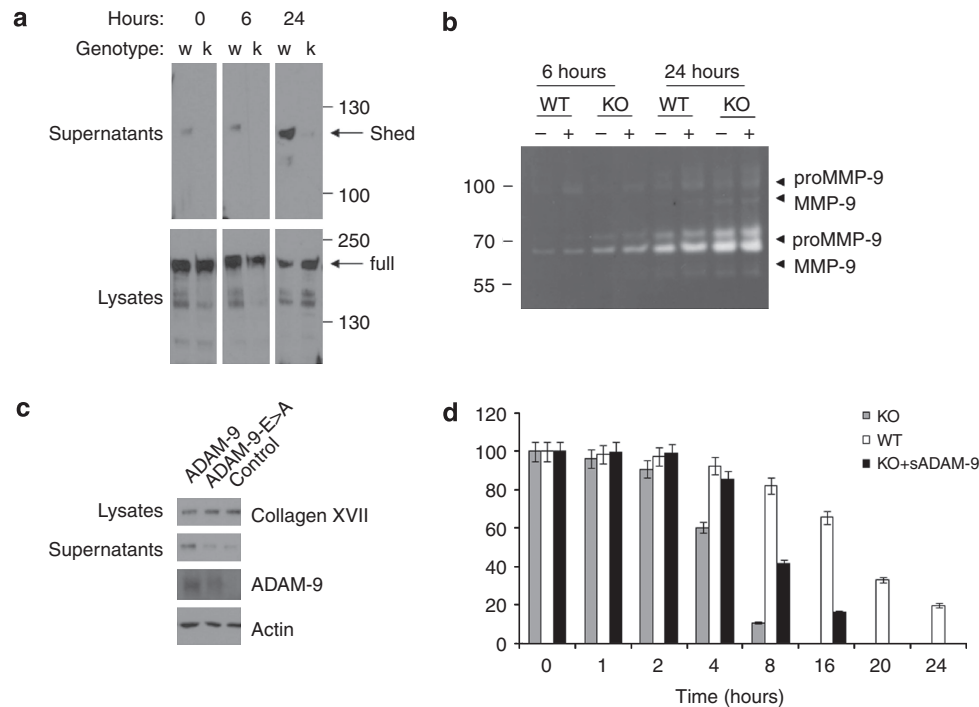 a
Hours: 0 6 24
Genotype: w k w k w k
Supernatants
130
Shed
100
250
full
Lysates
130
b
6 hours 24 hours
WT KO WT KO
– + – + – + – +
100
proMMP-9
MMP-9
70
proMMP-9
55
MMP-9
c
ADAM-9
ADAM-9-E>A
Control
Lysates Collagen XVII
Supernatants
ADAM-9
Actin
d
120
100
80
60
40
20
0
KO
WT
KO+sADAM-9
0 1 2 4 8 16 20 24
Time (hours)